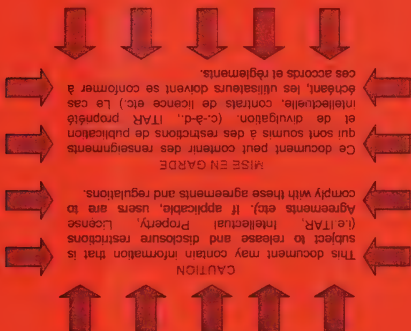 CAUTION
This document may contain information that is
subject to release and disclosure restrictions
(i.e ITAR, Intellectual Property, License
Agreements etc). If applicable, users are to
comply with these agreements and regulations.
MISE EN GARDE
Ce document peut contenir des renseignments
qui sont soumis à des restrictions de publication
et de divulgation. (c-à-d., ITAR propriété
intellectuelle. contrats de licence etc.) Le cas
échéant, les utilisateurs doivent se conformer à
ces accords et règlements.